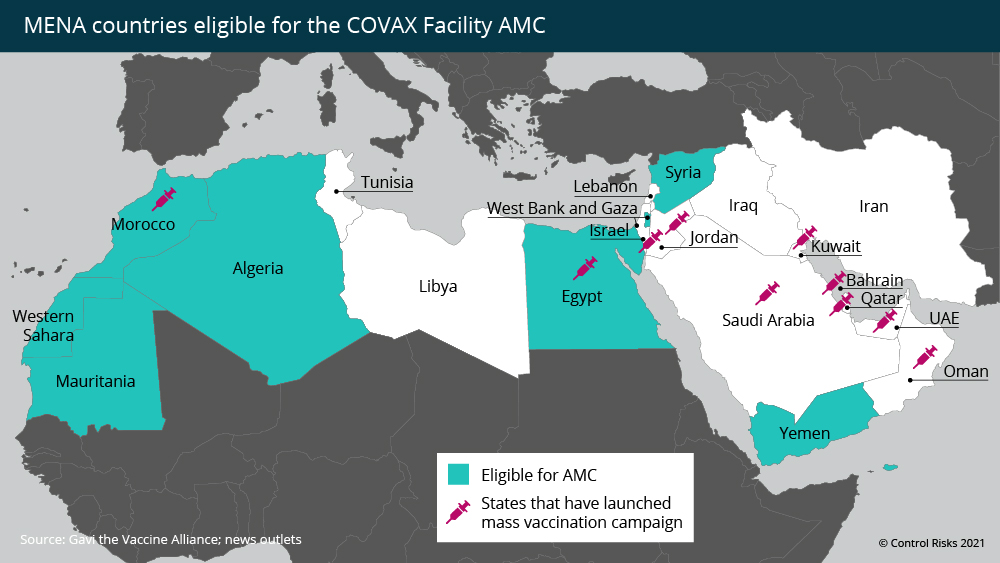 MENA countries eligible for the COVAX Facility AMC
Tunisia
Lebanon
Syria
West Bank and Gaza
Israel
Jordan
Iraq
Iran
Kuwait
Morocco
Algeria
Libya
Egypt
Bahrain
Qatar
Saudi Arabia
UAE
Western
Sahara
Oman
Mauritania
Yemen
Eligible for AMC
States that have launched
mass vaccination campaign
Source: Gavi the Vaccine Alliance; news outlets
© Control Risks 2021